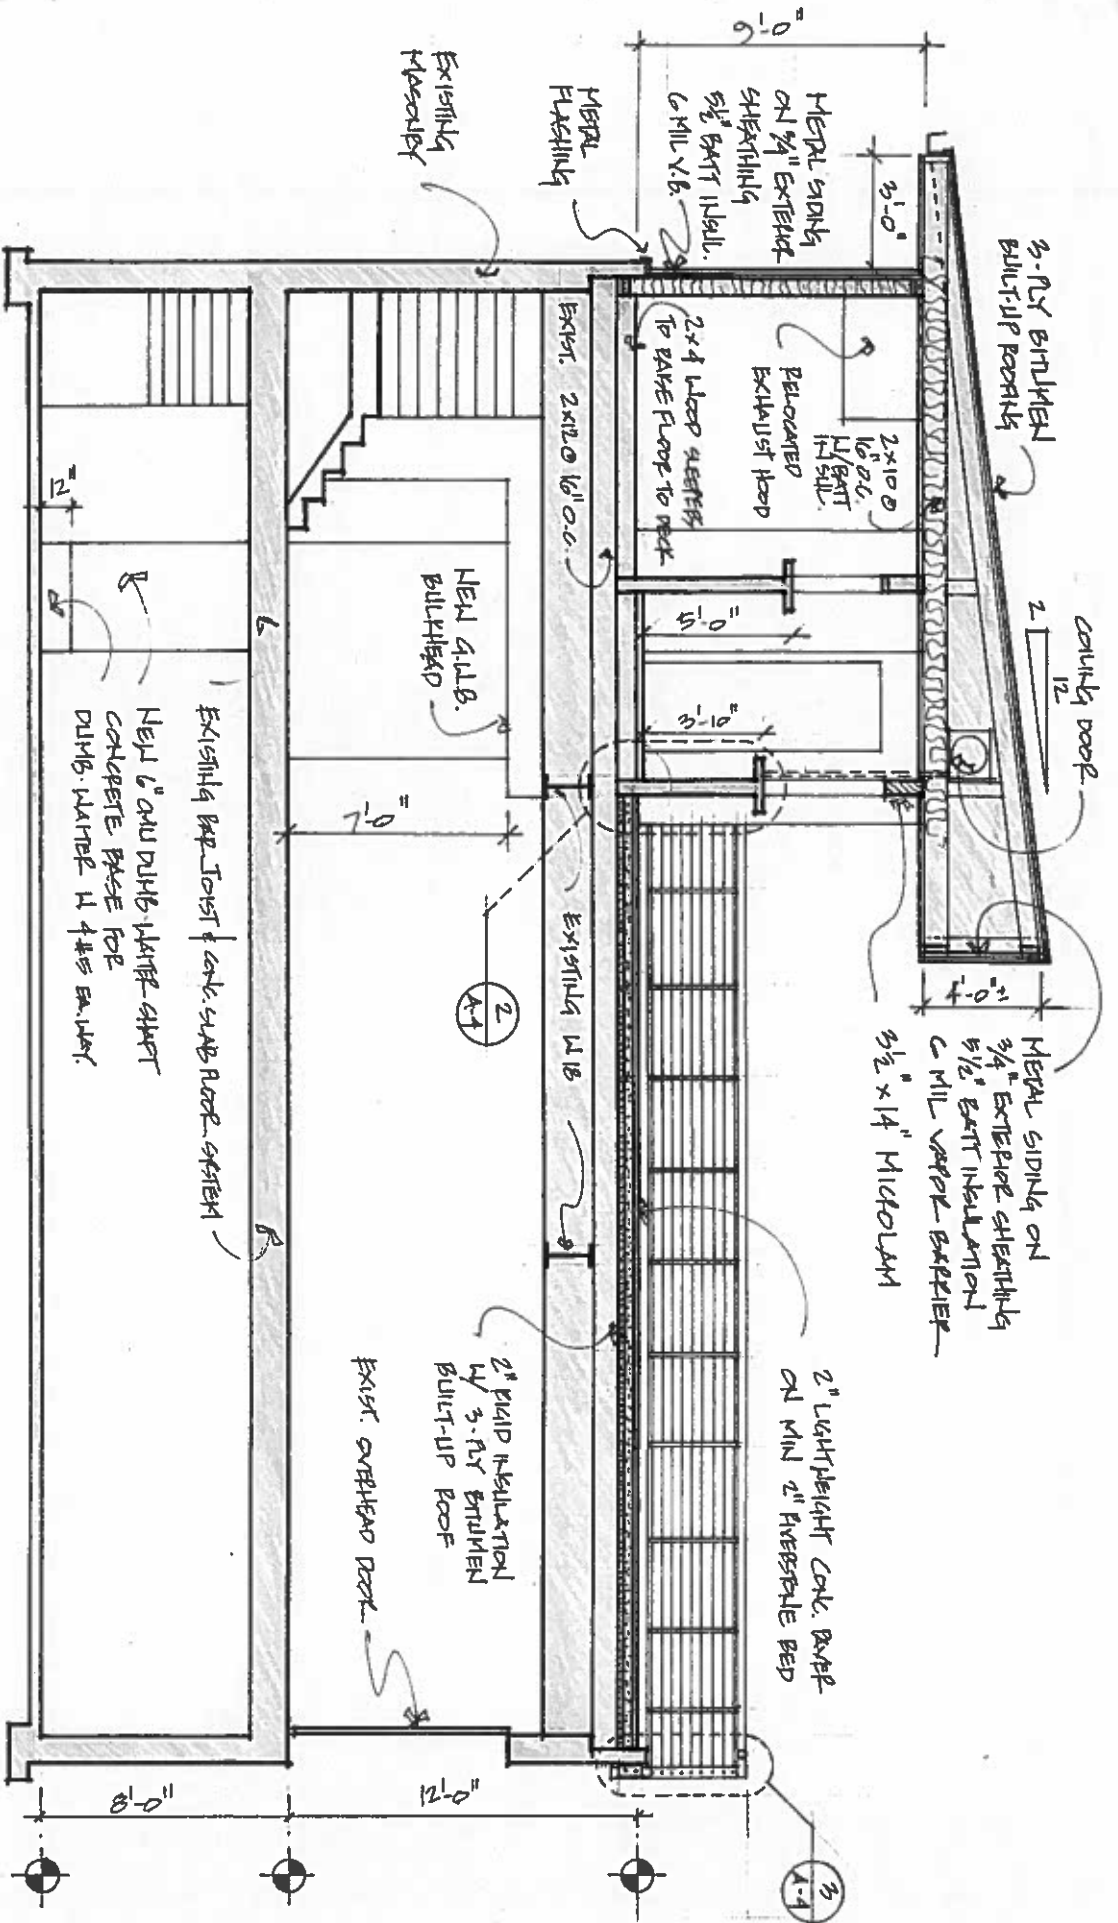 3-PLY BITUMEN
BUILT-UP ROOFING
2
12
COILING DOOR
METAL SIDING ON
3/4" EXTERIOR SHEATHING
5 1/2" BATT INSULATION
6 MIL VAPOR BARRIER
3 1/2" x 14" MICROLAM
4'-0"±
3'-0"
9'-0"
METAL SIDING
ON 3/4" EXTERIOR
SHEATHING
5 1/2" BATT INSUL.
6 MIL V.B.
METAL
FLASHING
EXISTING
MASONRY
2x10 @
16" O.C.
W/BATT
INSUL.
RELOCATED
EXHAUST HOOD
2x4 WOOD SLEEPERS
TO RAISE FLOOR TO DECK
5'-0"
3'-10"
2" LIGHTWEIGHT CONC. PAVER
ON MIN 2" RIVERSTONE BED
3
A-4
EXIST. 2x12 @ 16" O.C.
EXISTING W18
2
A-4
NEW G.W.B.
BULKHEAD
7'-0"
2" RIGID INSULATION
W/ 3-PLY BITUMEN
BUILT-UP ROOF
EXIST. OVERHEAD DOOR
12'-0"
8'-0"
12"
EXISTING BAR JOIST & CONC. SLAB FLOOR SYSTEM
NEW 6" CMU DUMB WAITER SHAFT
CONCRETE BASE FOR
DUMB-WAITER W 4 #5 EA. WAY.